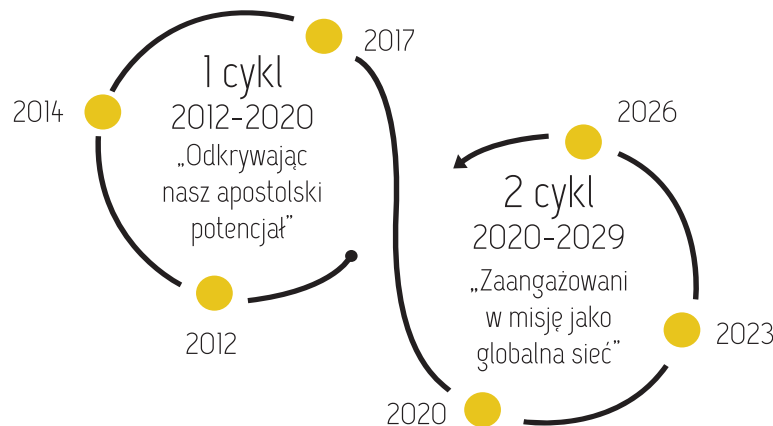 2014
2017
1 cykl
2012-2020
„Odkrywając
nasz apostolski
potencjał”
2012
2026
2 cykl
2020-2029
„Zaangażowani
w misję jako
globalna sieć”
2023
2020